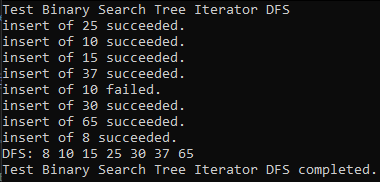 Test Binary Search Tree Iterator DFS
insert of 25 succeeded.
insert of 10 succeeded.
insert of 15 succeeded.
insert of 37 succeeded.
insert of 10 failed.
insert of 30 succeeded.
insert of 65 succeeded.
insert of 8 succeeded.
DFS: 8 10 15 25 30 37 65
Test Binary Search Tree Iterator DFS completed.